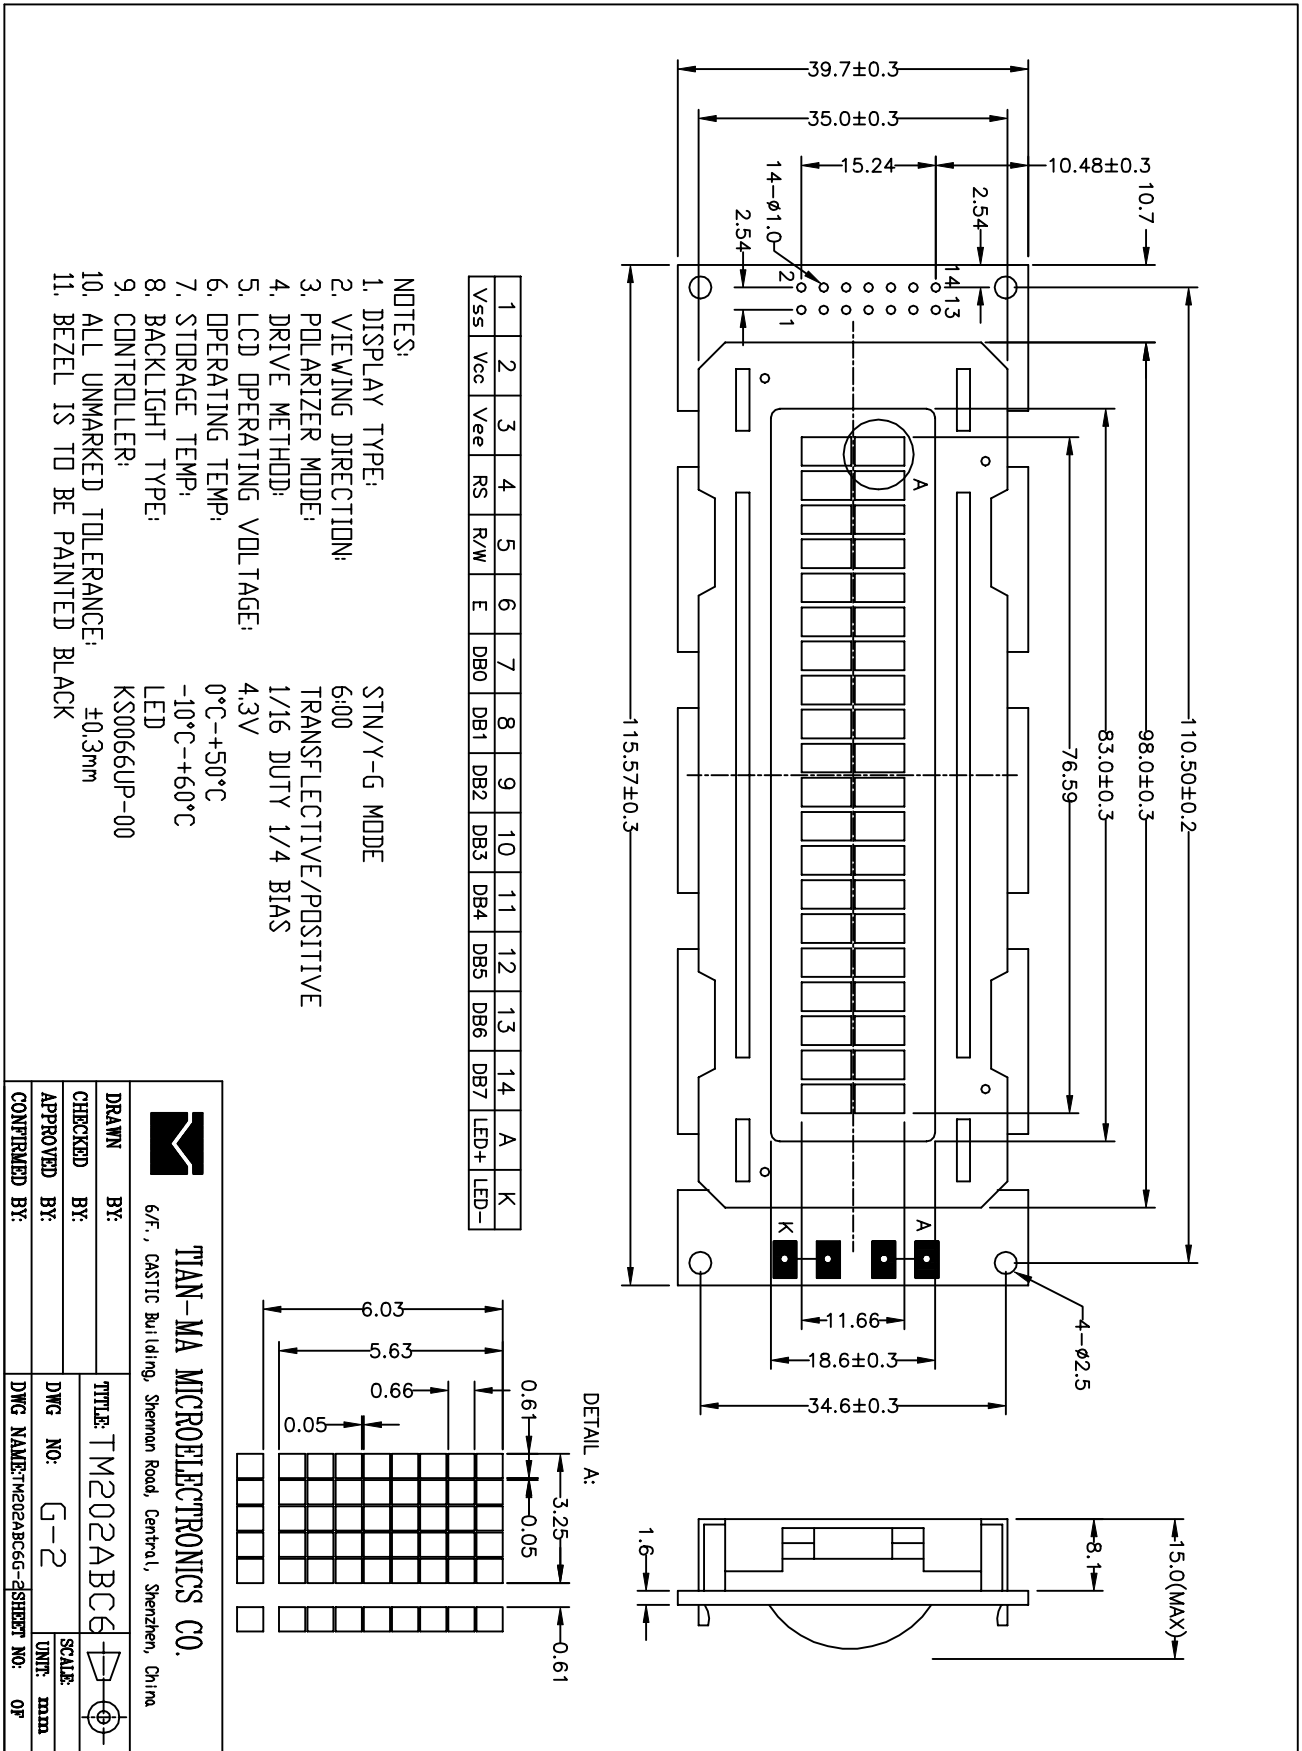 39.7±0.3
35.0±0.3
15.24
10.48±0.3
14-ø1.0
2.54
2.54
10.7
2
1
14
13
A
115.57±0.3
76.59
83.0±0.3
98.0±0.3
110.50±0.2
K
A
11.66
18.6±0.3
34.6±0.3
4-ø2.5
15.0(MAX)
8.1
1.6
1 2 3 4 5 6 7 8 9 10 11 12 13 14 A K
Vss Vcc Vee RS R/W E DB0 DB1 DB2 DB3 DB4 DB5 DB6 DB7 LED+ LED-
NOTES:
1. DISPLAY TYPE: STN/Y-G MODE
2. VIEWING DIRECTION: 6:00
3. POLARIZER MODE: TRANSFLECTIVE/POSITIVE
4. DRIVE METHOD: 1/16 DUTY 1/4 BIAS
5. LCD OPERATING VOLTAGE: 4.3V
6. OPERATING TEMP: 0°C-+50°C
7. STORAGE TEMP: -10°C-+60°C
8. BACKLIGHT TYPE: LED
9. CONTROLLER: KS0066UP-00
10. ALL UNMARKED TOLERANCE: ±0.3mm
11. BEZEL IS TO BE PAINTED BLACK
DETAIL A:
3.25
0.61
0.61
0.05
6.03
5.63
0.66
0.05
TIAN-MA MICROELECTRONICS CO.
6/F., CASTIC Building, Shennan Road, Central, Shenzhen, China
DRAWN BY:
CHECKED BY:
APPROVED BY:
CONFIRMED BY:
TITLE: TM202ABC6
DWG NO: G-2
SCALE:
UNIT: mm
DWG NAME:TM202ABC6G-2
SHEET NO: OF